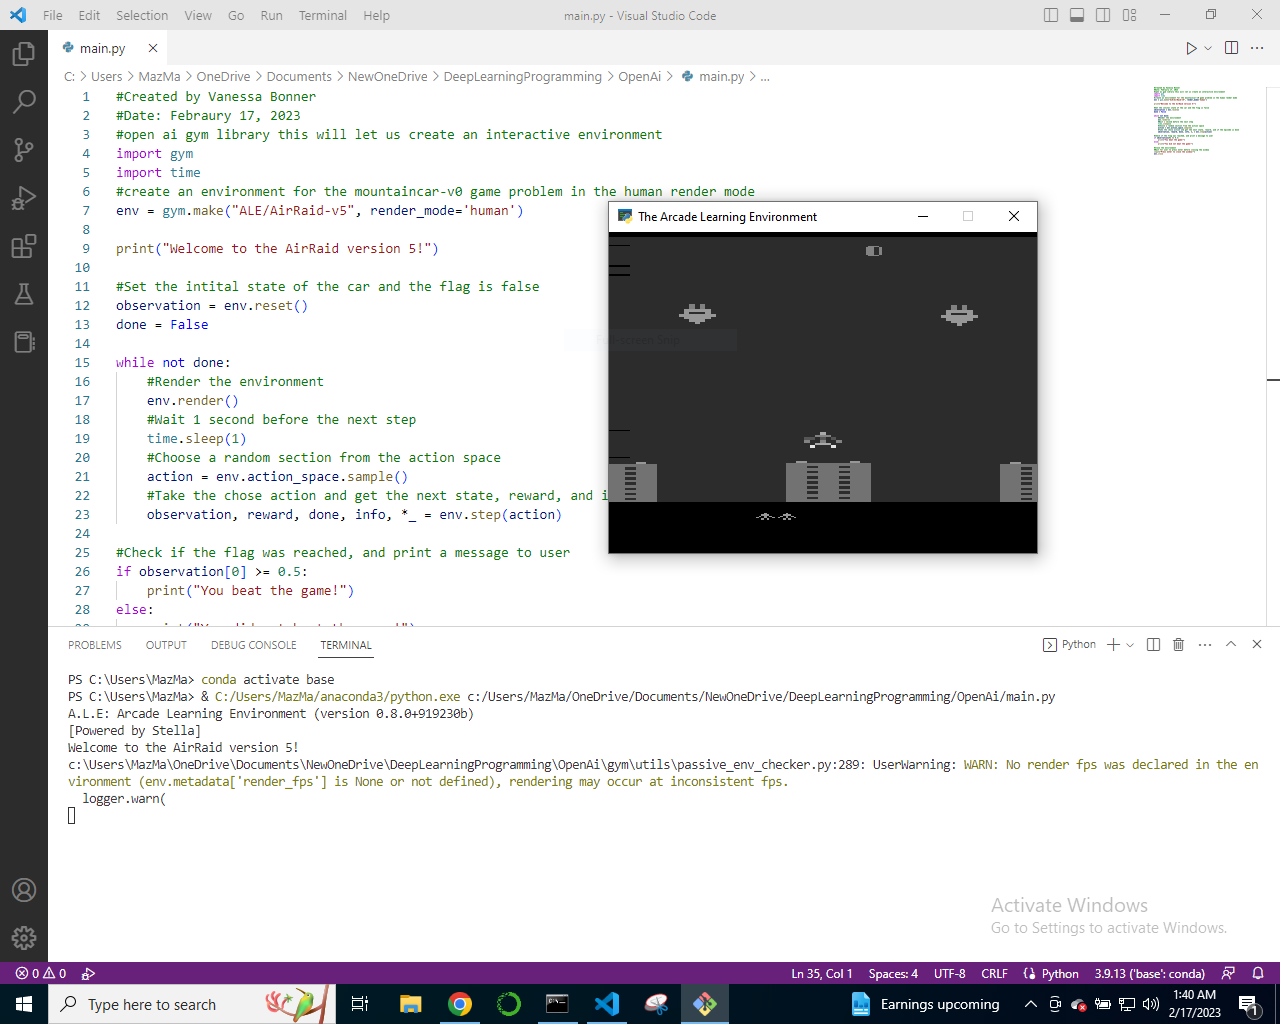 File Edit Selection View Go Run Terminal Help main.py - Visual Studio Code
main.py
C: > Users > MazMa > OneDrive > Documents > NewOneDrive > DeepLearningProgramming > OpenAi > main.py > ...
1 #Created by Vanessa Bonner
2 #Date: Febraury 17, 2023
3 #open ai gym library this will let us create an interactive environment
4 import gym
5 import time
6 #create an environment for the mountaincar-v0 game problem in the human render mode
7 env = gym.make("ALE/AirRaid-v5", render_mode='human')
8
9 print("Welcome to the AirRaid version 5!")
10
11 #Set the intital state of the car and the flag is false
12 observation = env.reset()
13 done = False
14
15 while not done:
16 #Render the environment
17 env.render()
18 #Wait 1 second before the next step
19 time.sleep(1)
20 #Choose a random section from the action space
21 action = env.action_space.sample()
22 #Take the chose action and get the next state, reward, and i
23 observation, reward, done, info, *_ = env.step(action)
24
25 #Check if the flag was reached, and print a message to user
26 if observation[0] >= 0.5:
27 print("You beat the game!")
28 else:
The Arcade Learning Environment
PROBLEMS OUTPUT DEBUG CONSOLE TERMINAL Python
PS C:\Users\MazMa> conda activate base
PS C:\Users\MazMa> & C:/Users/MazMa/anaconda3/python.exe c:/Users/MazMa/OneDrive/Documents/NewOneDrive/DeepLearningProgramming/OpenAi/main.py
A.L.E: Arcade Learning Environment (version 0.8.0+919230b)
[Powered by Stella]
Welcome to the AirRaid version 5!
c:\Users\MazMa\OneDrive\Documents\NewOneDrive\DeepLearningProgramming\OpenAi\gym\utils\passive_env_checker.py:289: UserWarning: WARN: No render fps was declared in the en
vironment (env.metadata['render_fps'] is None or not defined), rendering may occur at inconsistent fps.
logger.warn(
Activate Windows
Go to Settings to activate Windows.
0 0 Ln 35, Col 1 Spaces: 4 UTF-8 CRLF Python 3.9.13 ('base': conda)
Type here to search Earnings upcoming 1:40 AM
2/17/2023 1